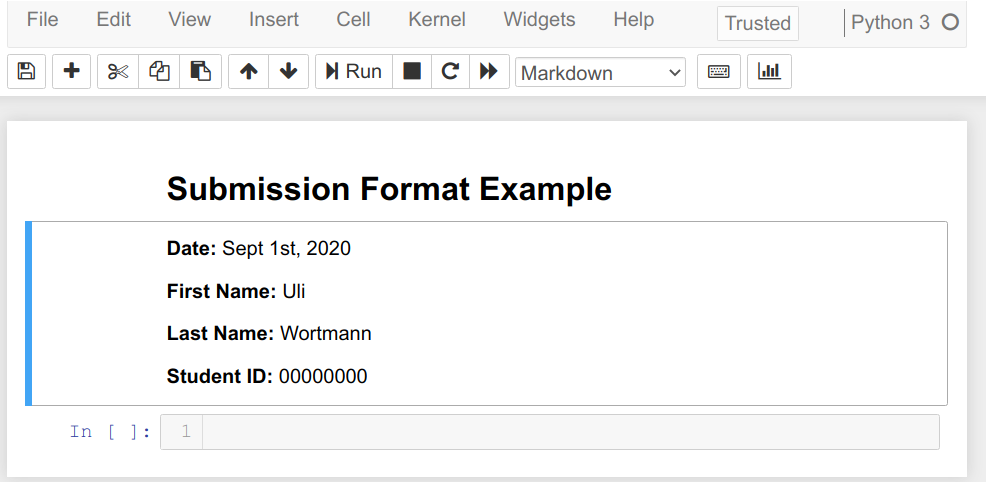 File Edit View Insert Cell Kernel Widgets Help Trusted Python 3
Run Markdown
Submission Format Example
Date: Sept 1st, 2020
First Name: Uli
Last Name: Wortmann
Student ID: 00000000
In [ ]: 1